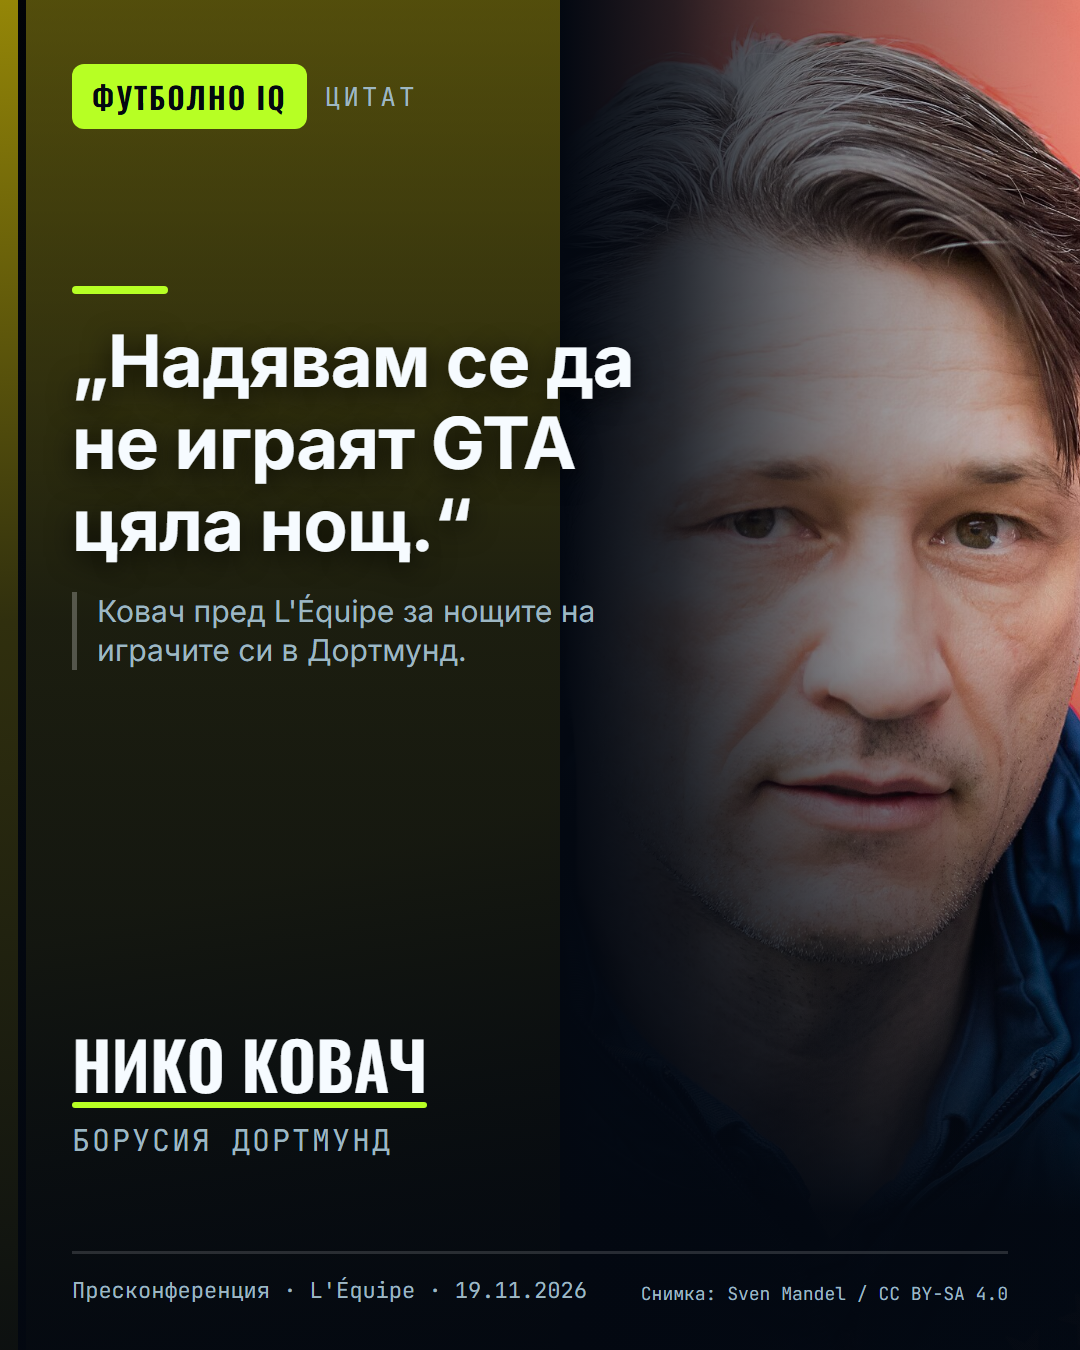 ФУТБОЛНО IQ ЦИТАТ
„Надявам се да
не играят GTA
цяла нощ.“
Ковач пред L'Équipe за нощите на
играчите си в Дортмунд.
НИКО КОВАЧ
БОРУСИЯ ДОРТМУНД
Пресконференция · L'Équipe · 19.11.2026 Снимка: Sven Mandel / CC BY-SA 4.0